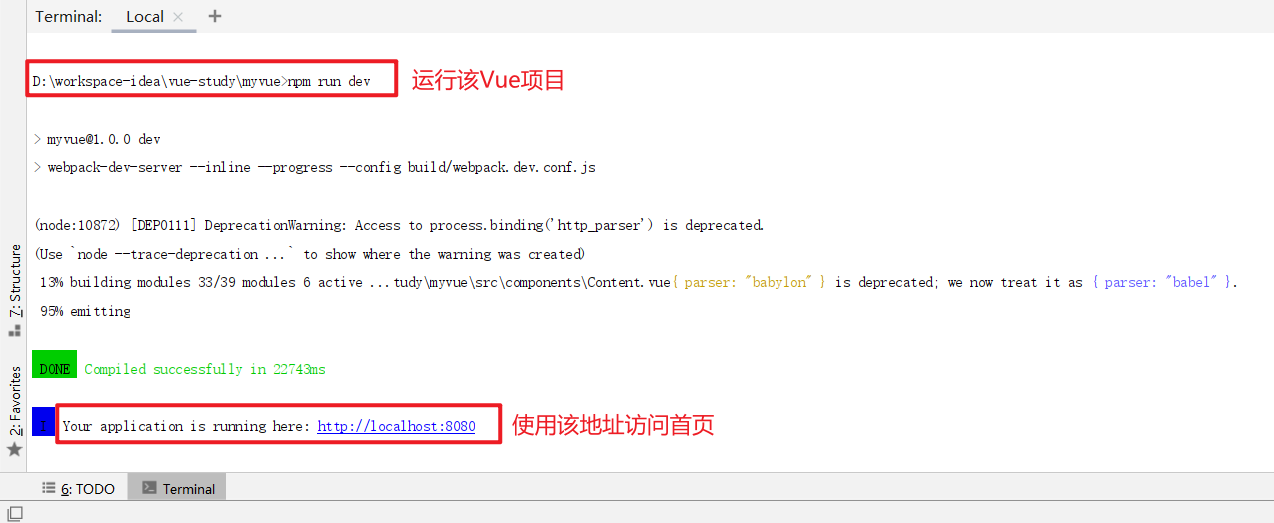 Terminal: Local × +
D:\workspace-idea\vue-study\myvue>npm run dev 运行该Vue项目
> myvue@1.0.0 dev
> webpack-dev-server --inline --progress --config build/webpack.dev.conf.js
(node:10872) [DEP0111] DeprecationWarning: Access to process.binding('http_parser') is deprecated.
(Use `node --trace-deprecation ...` to show where the warning was created)
13% building modules 33/39 modules 6 active ...tudy\myvue\src\components\Content.vue{ parser: "babylon" } is deprecated; we now treat it as { parser: "babel" }.
95% emitting
DONE Compiled successfully in 22743ms
I Your application is running here: http://localhost:8080 使用该地址访问首页
7: Structure
2: Favorites
6: TODO Terminal